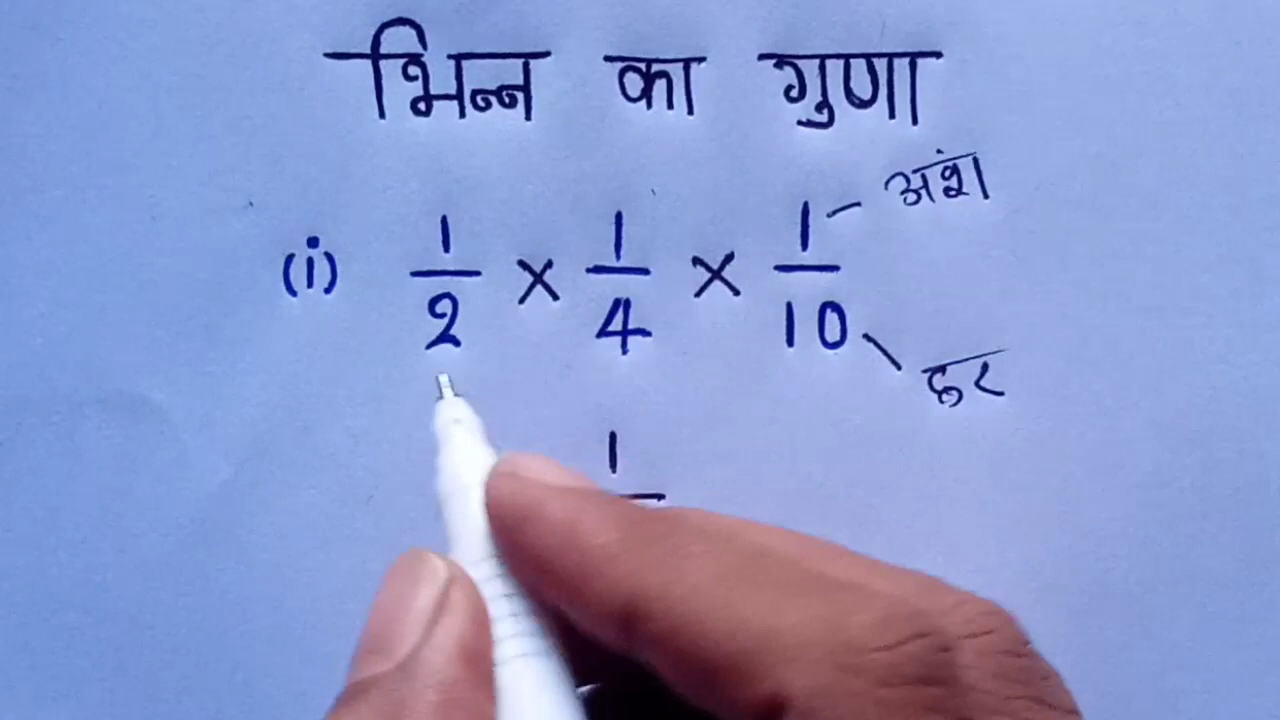 भिन्न का गुणा
(i) 1/2 × 1/4 × 1/10
अंश
हर
1